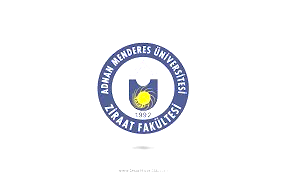 ADNAN MENDERES ÜNİVERSİTESİ
1992
ZİRAAT FAKÜLTESİ